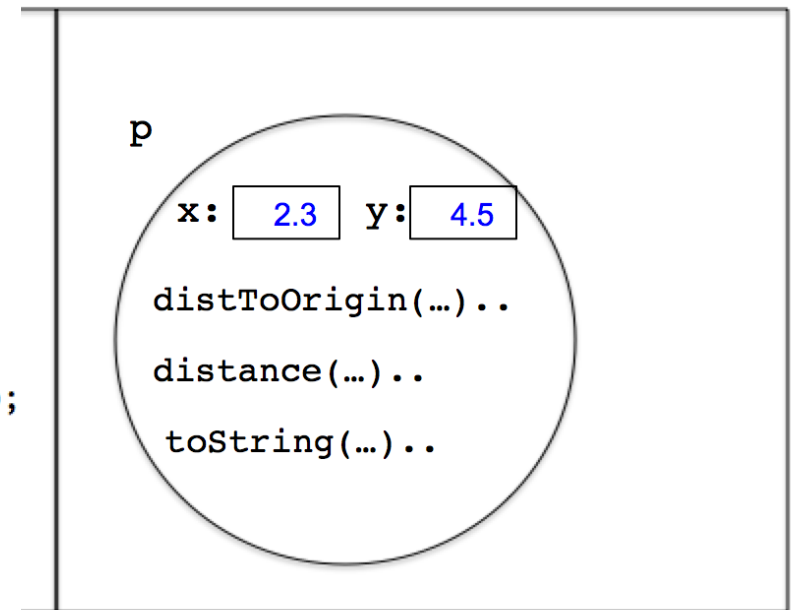 p
x: 2.3 y: 4.5
distToOrigin(…)..
distance(…)..
;
toString(…)..